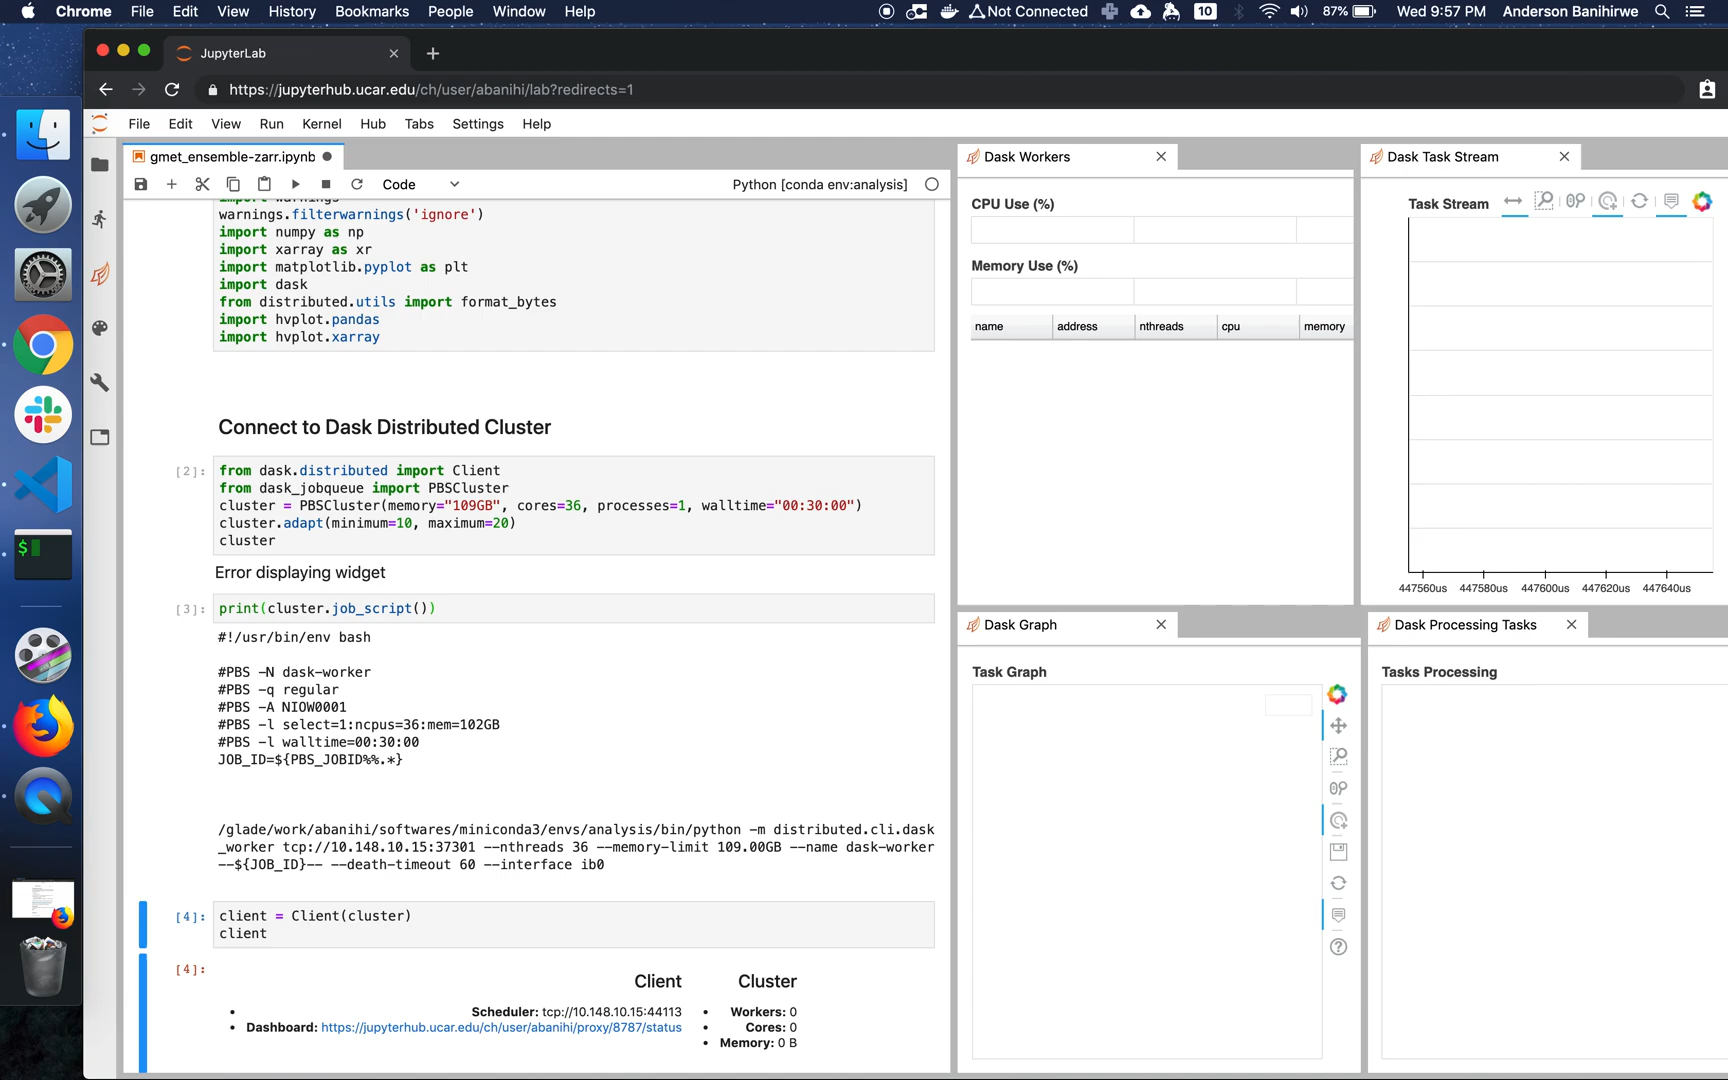 Chrome File Edit View History Bookmarks People Window Help Not Connected 10 87% Wed 9:57 PM Anderson Banihirwe
JupyterLab
https://jupyterhub.ucar.edu/ch/user/abanihi/lab?redirects=1
File Edit View Run Kernel Hub Tabs Settings Help
gmet_ensemble-zarr.ipynb
Code Python [conda env:analysis]
import warnings
warnings.filterwarnings('ignore')
import numpy as np
import xarray as xr
import matplotlib.pyplot as plt
import dask
from distributed.utils import format_bytes
import hvplot.pandas
import hvplot.xarray
Connect to Dask Distributed Cluster
[2]: from dask.distributed import Client
from dask_jobqueue import PBSCluster
cluster = PBSCluster(memory="109GB", cores=36, processes=1, walltime="00:30:00")
cluster.adapt(minimum=10, maximum=20)
cluster
Error displaying widget
[3]: print(cluster.job_script())
#!/usr/bin/env bash
#PBS -N dask-worker
#PBS -q regular
#PBS -A NIOW0001
#PBS -l select=1:ncpus=36:mem=102GB
#PBS -l walltime=00:30:00
JOB_ID=${PBS_JOBID%%.*}
/glade/work/abanihi/softwares/miniconda3/envs/analysis/bin/python -m distributed.cli.dask
_worker tcp://10.148.10.15:37301 --nthreads 36 --memory-limit 109.00GB --name dask-worker
--${JOB_ID}-- --death-timeout 60 --interface ib0
[4]: client = Client(cluster)
client
[4]:
Client
• Scheduler: tcp://10.148.10.15:44113
• Dashboard: https://jupyterhub.ucar.edu/ch/user/abanihi/proxy/8787/status
Cluster
• Workers: 0
• Cores: 0
• Memory: 0 B
Dask Workers
CPU Use (%)
Memory Use (%)
name address nthreads cpu memory
Dask Task Stream
Task Stream
447560us 447580us 447600us 447620us 447640us
Dask Graph
Task Graph
Dask Processing Tasks
Tasks Processing
$